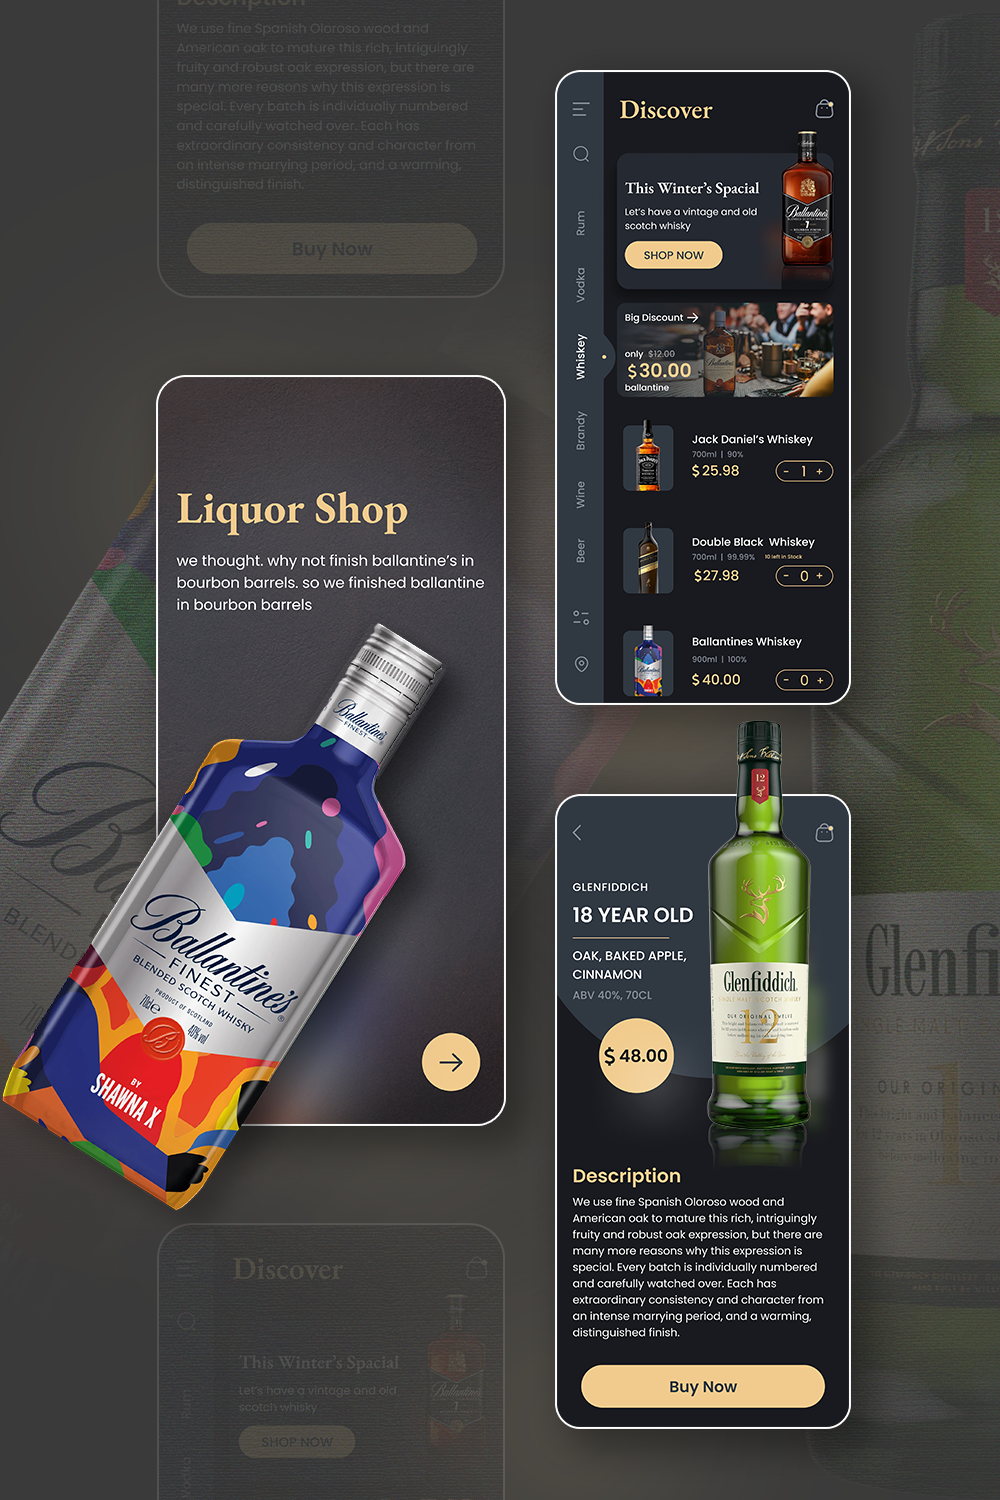 We use fine Spanish Oloroso wood and
American oak to mature this rich, intriguingly
fruity and robust oak expression, but there are
many more reasons why this expression is
special. Every batch is individually numbered
and carefully watched over. Each has
extraordinary consistency and character from
an intense marrying period, and a warming,
distinguished finish.
Buy Now
Discover
This Winter's Spacial
Let's have a vintage and old
scotch whisky
SHOP NOW
Ballantine's
7
Rum
Vodka
Whiskey
Brandy
Wine
Beer
Big Discount
only $12.00
$30.00
ballantine
Jack Daniel's Whiskey
700ml | 90%
$25.98
- 1 +
Double Black Whiskey
700ml | 99.99% 10 left in Stock
$27.98
- 0 +
Ballantines Whiskey
900ml | 100%
$40.00
- 0 +
Liquor Shop
we thought. why not finish ballantine's in
bourbon barrels. so we finished ballantine
in bourbon barrels
Ballantine's
FINEST
Ballantine's
FINEST
BLENDED SCOTCH WHISKY
PRODUCT OF SCOTLAND
70cl e 40% vol
B
BY
SHAWNA X
GLENFIDDICH
18 YEAR OLD
OAK, BAKED APPLE,
CINNAMON
ABV 40%, 70CL
$ 48.00
12
Glenfiddich
SINGLE MALT SCOTCH WHISKY
OUR ORIGINAL TWELVE
12
Description
We use fine Spanish Oloroso wood and
American oak to mature this rich, intriguingly
fruity and robust oak expression, but there are
many more reasons why this expression is
special. Every batch is individually numbered
and carefully watched over. Each has
extraordinary consistency and character from
an intense marrying period, and a warming,
distinguished finish.
Buy Now
Glenfi
OUR ORIGIN
Discover
This Winter's Spacial
Let's have a vintage and old
scotch whisky
SHOP NOW
Rum
Vodka